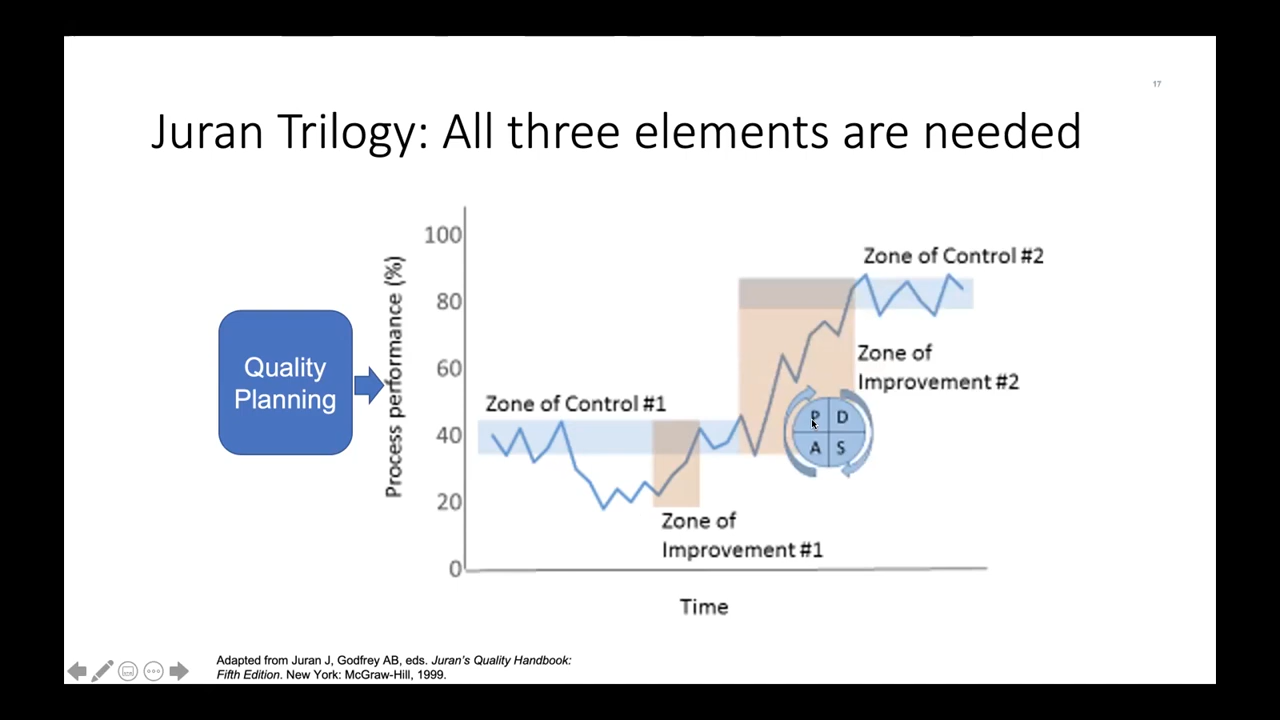 17
Juran Trilogy: All three elements are needed
Quality
Planning
Process performance (%)
100
80
60
40
20
0
Zone of Control #1
Zone of
Improvement #1
Zone of Control #2
Zone of
Improvement #2
P D
A S
Time
Adapted from Juran J, Godfrey AB, eds. Juran’s Quality Handbook:
Fifth Edition. New York: McGraw-Hill, 1999.